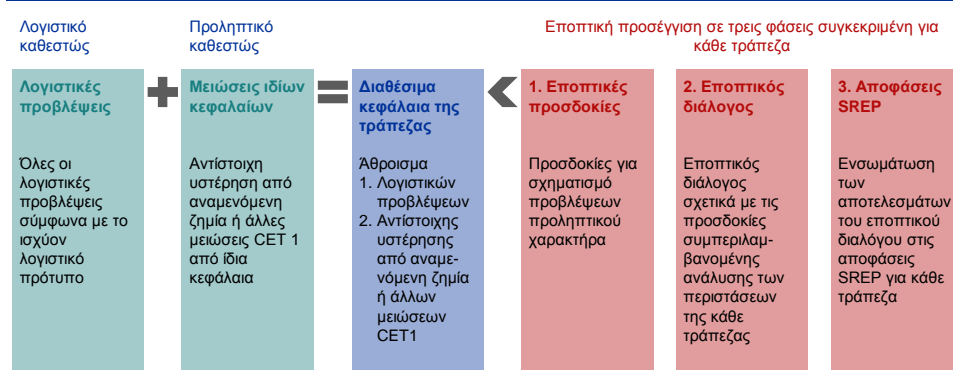 Λογιστικό
καθεστώς
Προληπτικό
καθεστώς
Εποπτική προσέγγιση σε τρεις φάσεις συγκεκριμένη για
κάθε τράπεζα
Λογιστικές
προβλέψεις
Όλες οι
λογιστικές
προβλέψεις
σύμφωνα με το
ισχύον
λογιστικό
πρότυπο
Μειώσεις ιδίων
κεφαλαίων
Αντίστοιχη
υστέρηση από
αναμενόμενη
ζημία ή άλλες
μειώσεις CET 1
από ίδια
κεφάλαια
Διαθέσιμα
κεφάλαια της
τράπεζας
Άθροισμα
1. Λογιστικών
προβλέψεων
2. Αντίστοιχης
υστέρησης
από αναμε-
νόμενη ζημία
ή άλλων
μειώσεων
CET1
1. Εποπτικές
προσδοκίες
Προσδοκίες για
σχηματισμό
προβλέψεων
προληπτικού
χαρακτήρα
2. Εποπτικός
διάλογος
Εποπτικός
διάλογος
σχετικά με τις
προσδοκίες
συμπεριλαμ-
βανομένης
ανάλυσης των
περιστάσεων
της κάθε
τράπεζας
3. Αποφάσεις
SREP
Ενσωμάτωση
των
αποτελεσμάτων
του εποπτικού
διαλόγου στις
αποφάσεις
SREP για κάθε
τράπεζα